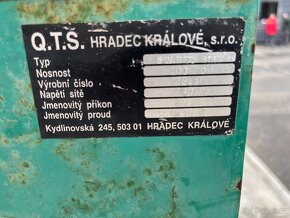 Q.T.S. HRADEC KRÁLOVÉ, s.r.o.
Typ
Nosnost
Výrobní číslo
Napětí sítě
Jmenovitý příkon
Jmenovitý proud
Kydlinovská 245, 503 01 HRADEC KRÁLOVÉ